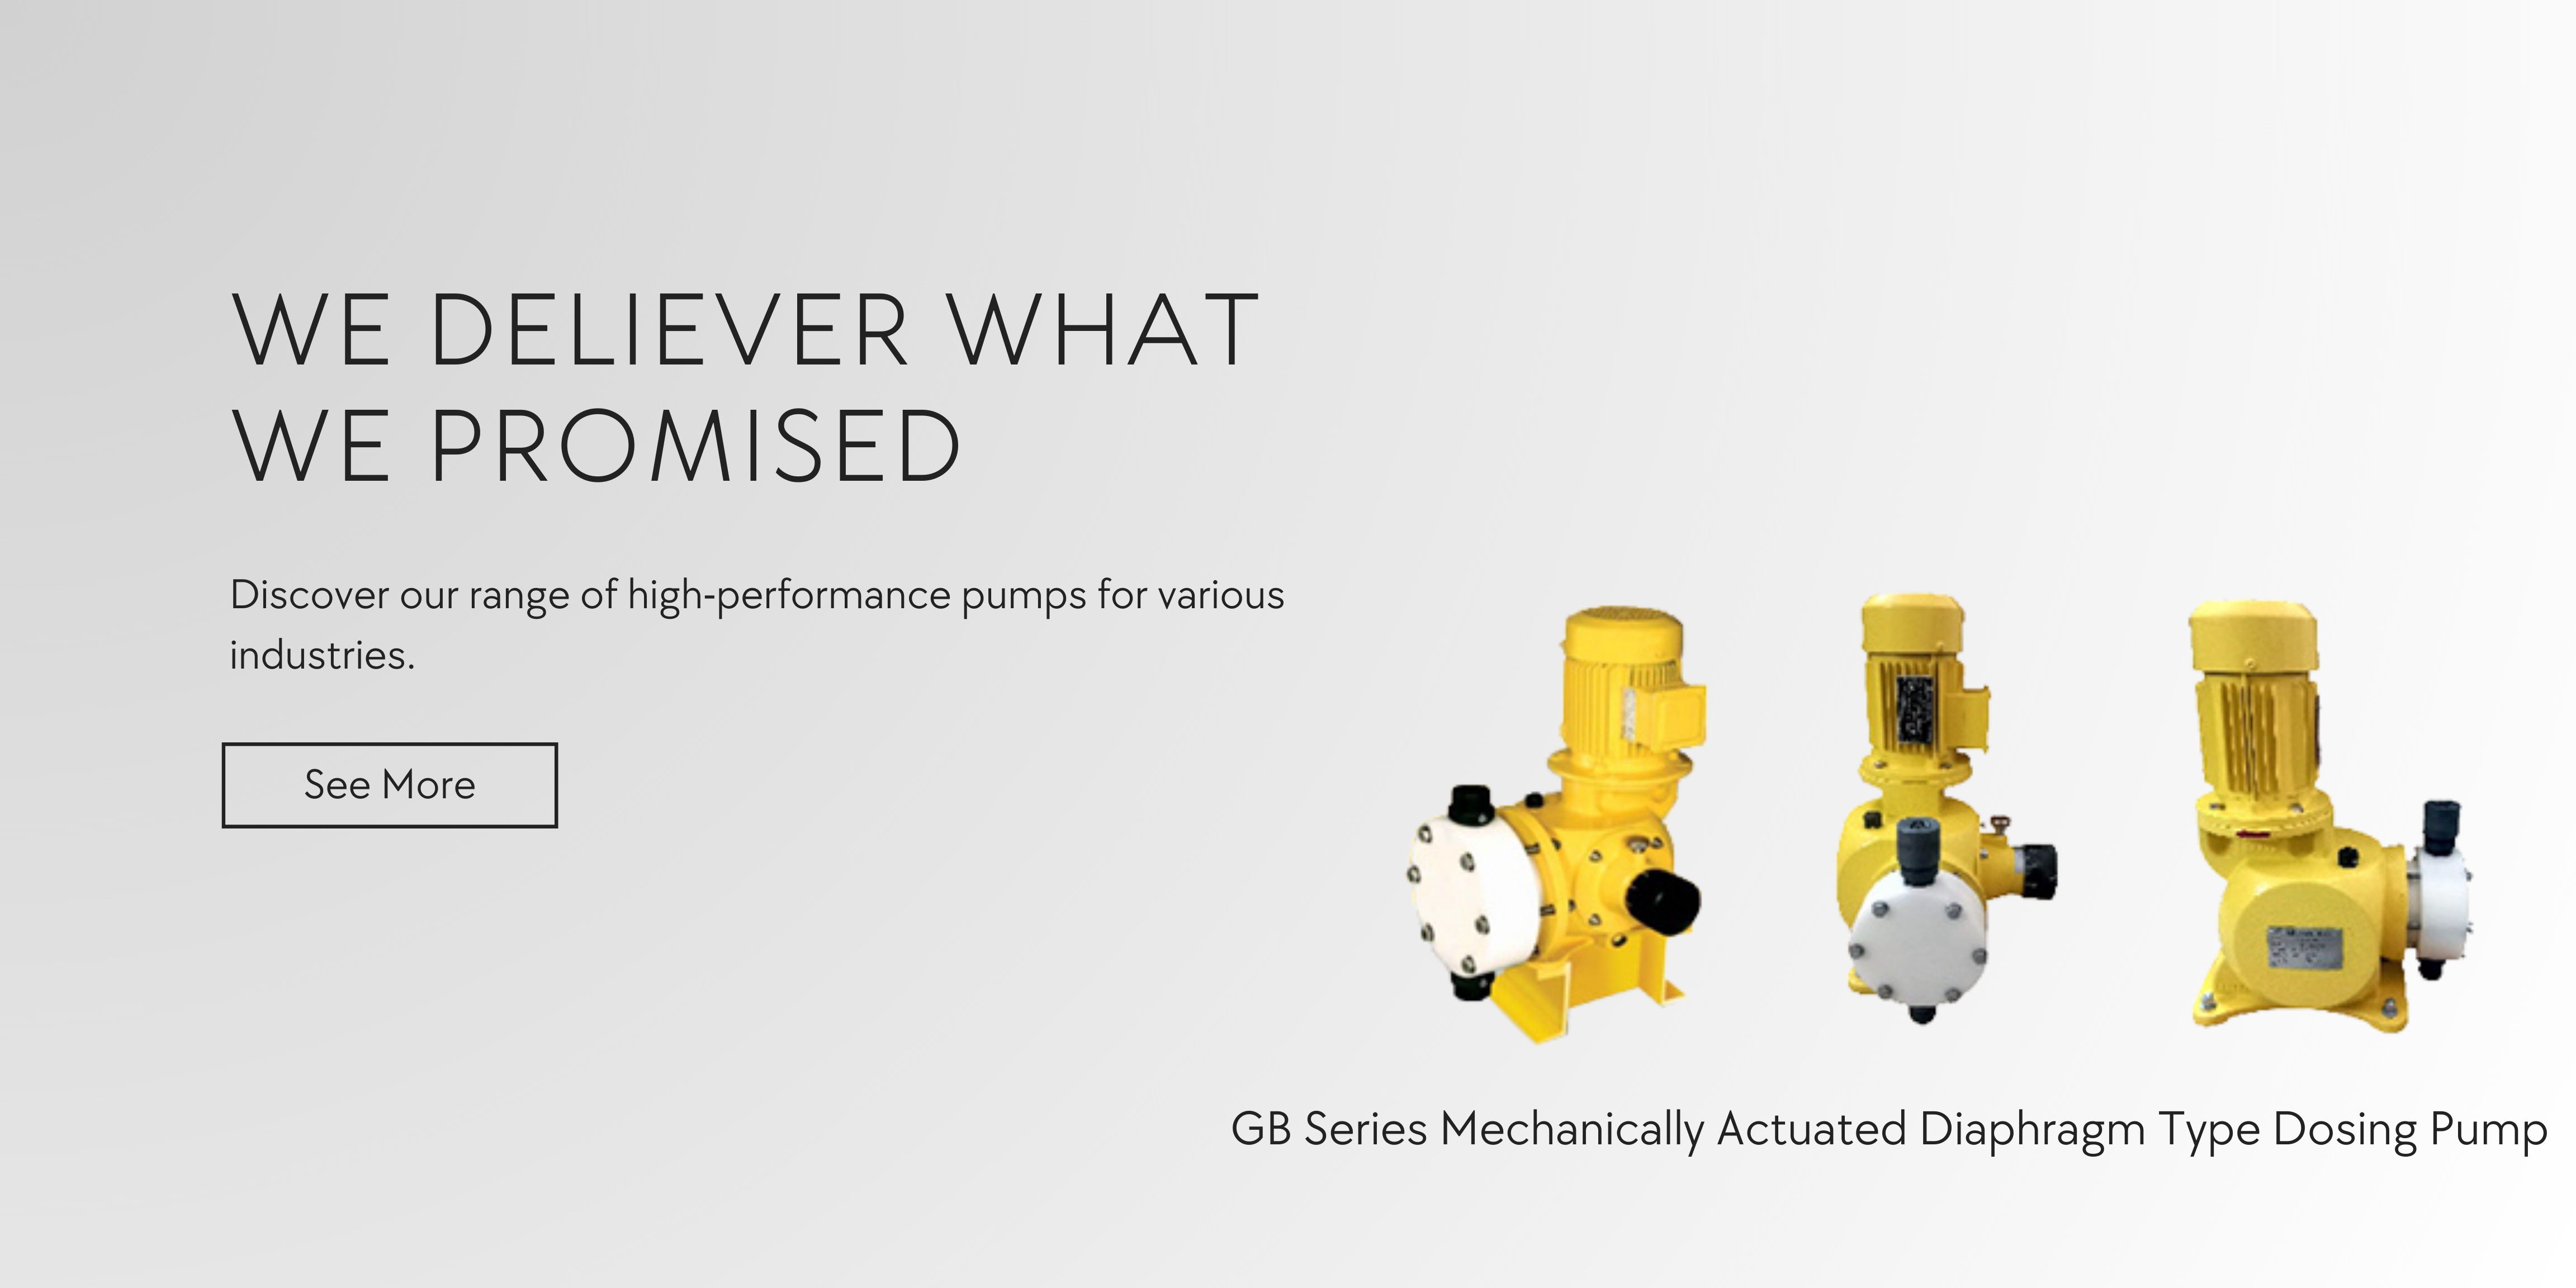 WE DELIEVER WHAT
WE PROMISED
Discover our range of high-performance pumps for various
industries.
See More
GB Series Mechanically Actuated Diaphragm Type Dosing Pump